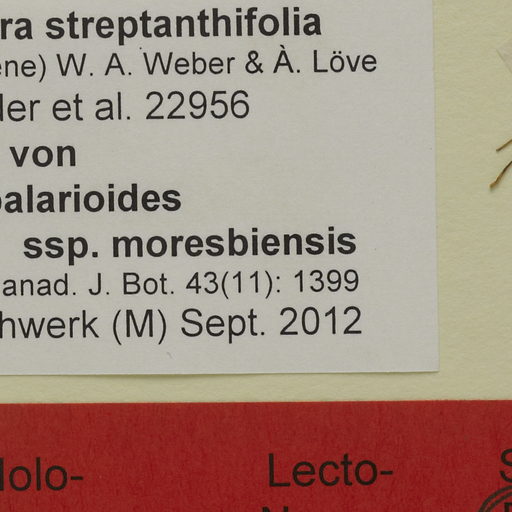 ra streptanthifolia
ene) W. A. Weber & À. Löve
ler et al. 22956
von
palarioides
ssp. moresbiensis
anad. J. Bot. 43(11): 1399
hwerk (M) Sept. 2012
Holo- Lecto- S